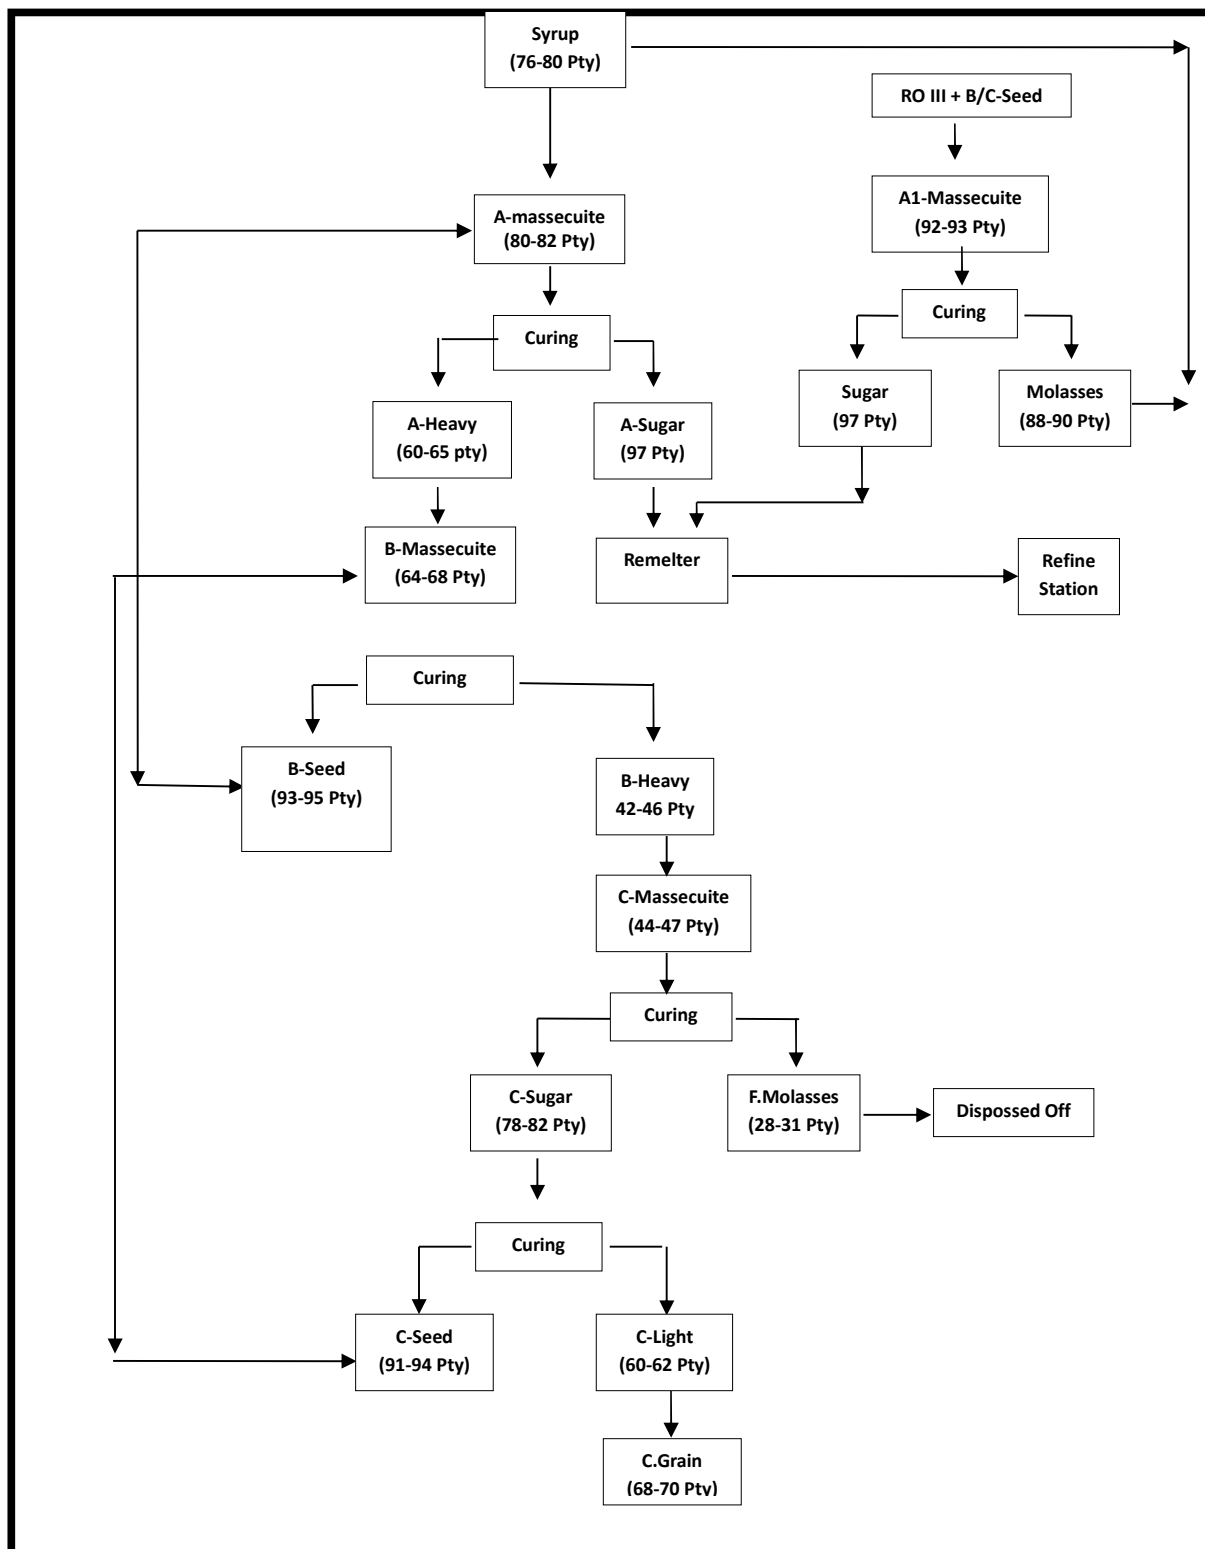 Syrup
(76-80 Pty)
RO III + B/C-Seed
A-massecuite
(80-82 Pty)
A1-Massecuite
(92-93 Pty)
Curing
Curing
A-Heavy
(60-65 pty)
A-Sugar
(97 Pty)
Sugar
(97 Pty)
Molasses
(88-90 Pty)
B-Massecuite
(64-68 Pty)
Remelter
Refine
Station
Curing
B-Seed
(93-95 Pty)
B-Heavy
42-46 Pty
C-Massecuite
(44-47 Pty)
Curing
C-Sugar
(78-82 Pty)
F.Molasses
(28-31 Pty)
Dispossed Off
Curing
C-Seed
(91-94 Pty)
C-Light
(60-62 Pty)
C.Grain
(68-70 Pty)